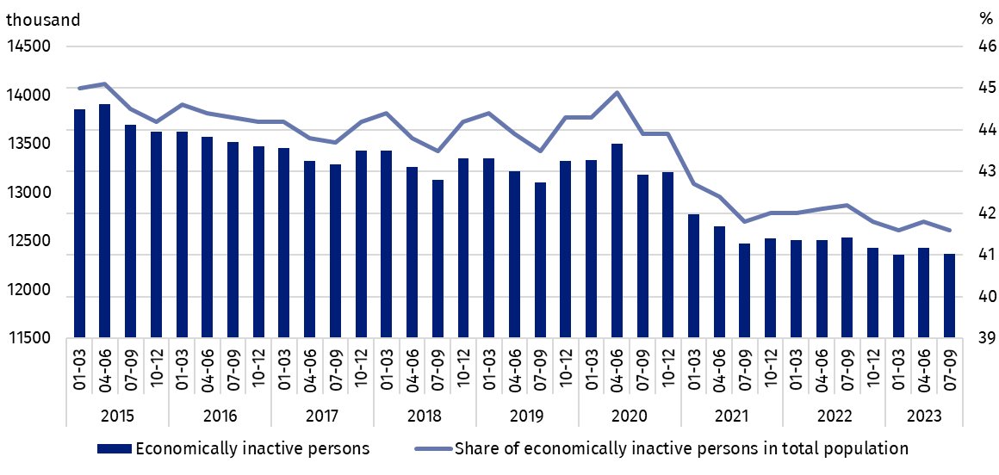 thousand %
14500 46
14000 45
13500 44
13000 43
12500 42
12000 41
11500 40
39
01-03 04-06 07-09 10-12 01-03 04-06 07-09 10-12 01-03 04-06 07-09 10-12 01-03 04-06 07-09 10-12 01-03 04-06 07-09 10-12 01-03 04-06 07-09 10-12 01-03 04-06 07-09 10-12 01-03 04-06 07-09 10-12 01-03 04-06 07-09
2015 2016 2017 2018 2019 2020 2021 2022 2023
Economically inactive persons Share of economically inactive persons in total population